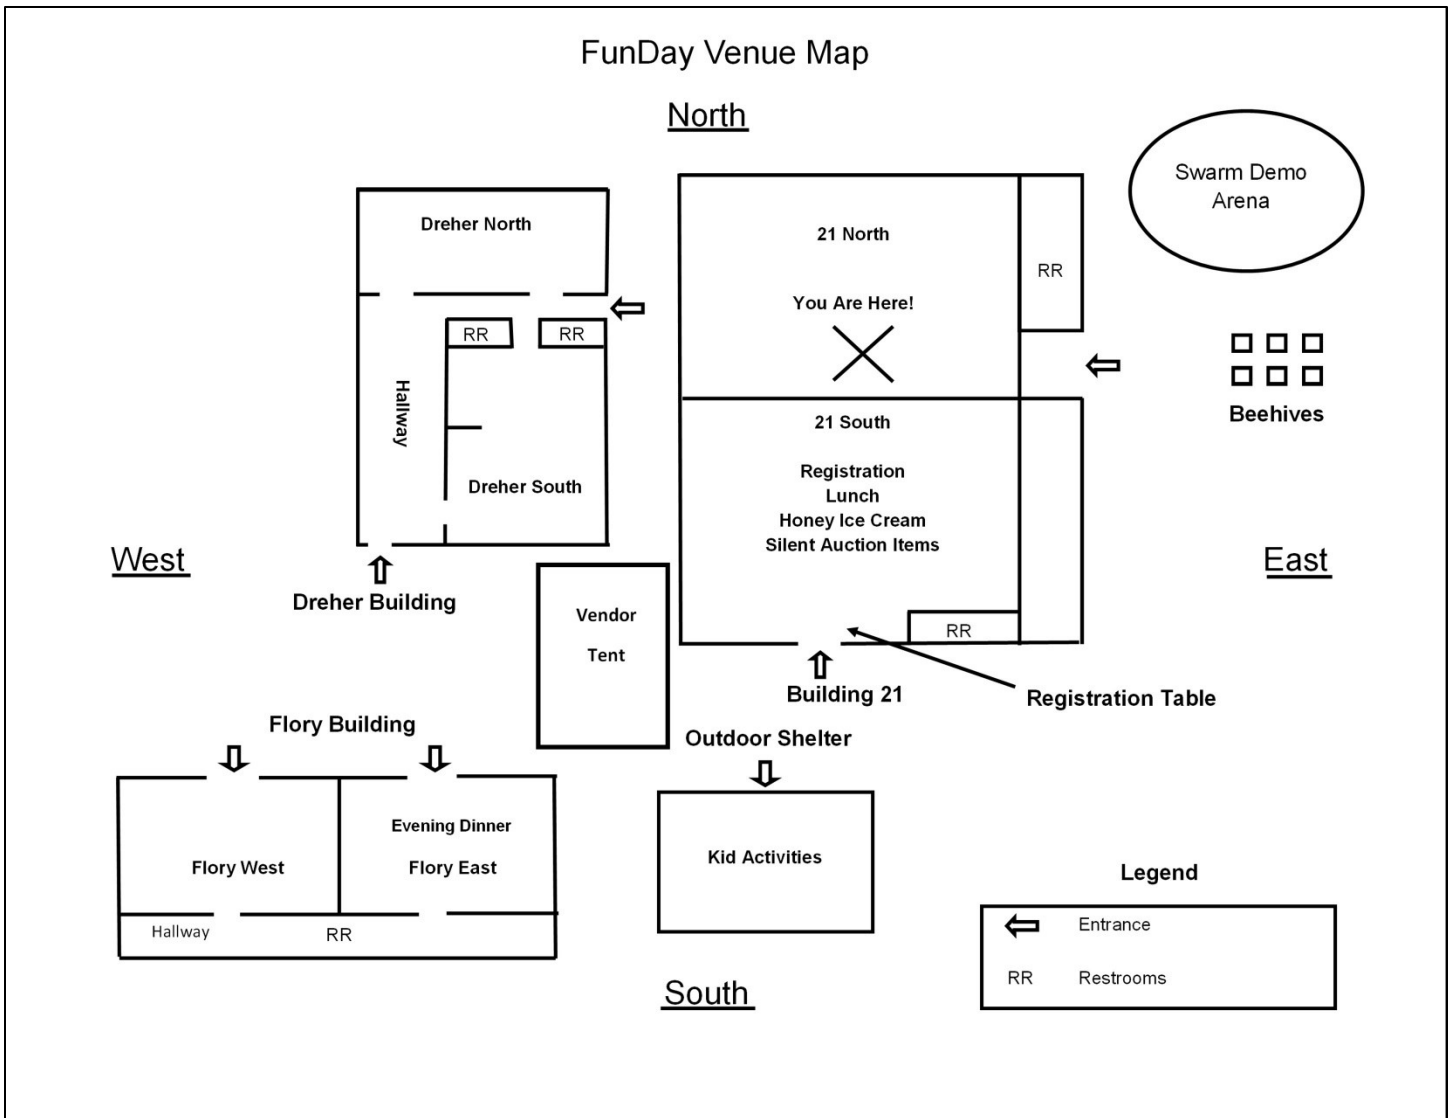 FunDay Venue Map
North
Swarm Demo
Arena
Dreher North
21 North
RR
You Are Here!
RR
RR
Hallway
Beehives
21 South
Dreher South
Registration
Lunch
Honey Ice Cream
Silent Auction Items
West
East
Dreher Building
Vendor
Tent
RR
Building 21
Registration Table
Flory Building
Outdoor Shelter
Evening Dinner
Flory West
Flory East
Kid Activities
Hallway
RR
Legend
Entrance
RR
Restrooms
South